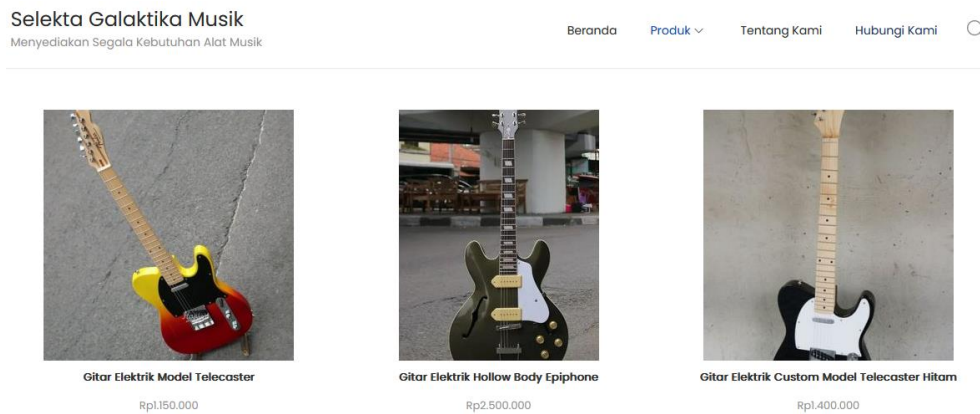 Selekta Galaktika Musik
Menyediakan Segala Kebutuhan Alat Musik
Beranda Produk Tentang Kami Hubungi Kami
Gitar Elektrik Model Telecaster
Gitar Elektrik Hollow Body Epiphone
Gitar Elektrik Custom Model Telecaster Hitam
Rp1.150.000
Rp2.500.000
Rp1.400.000